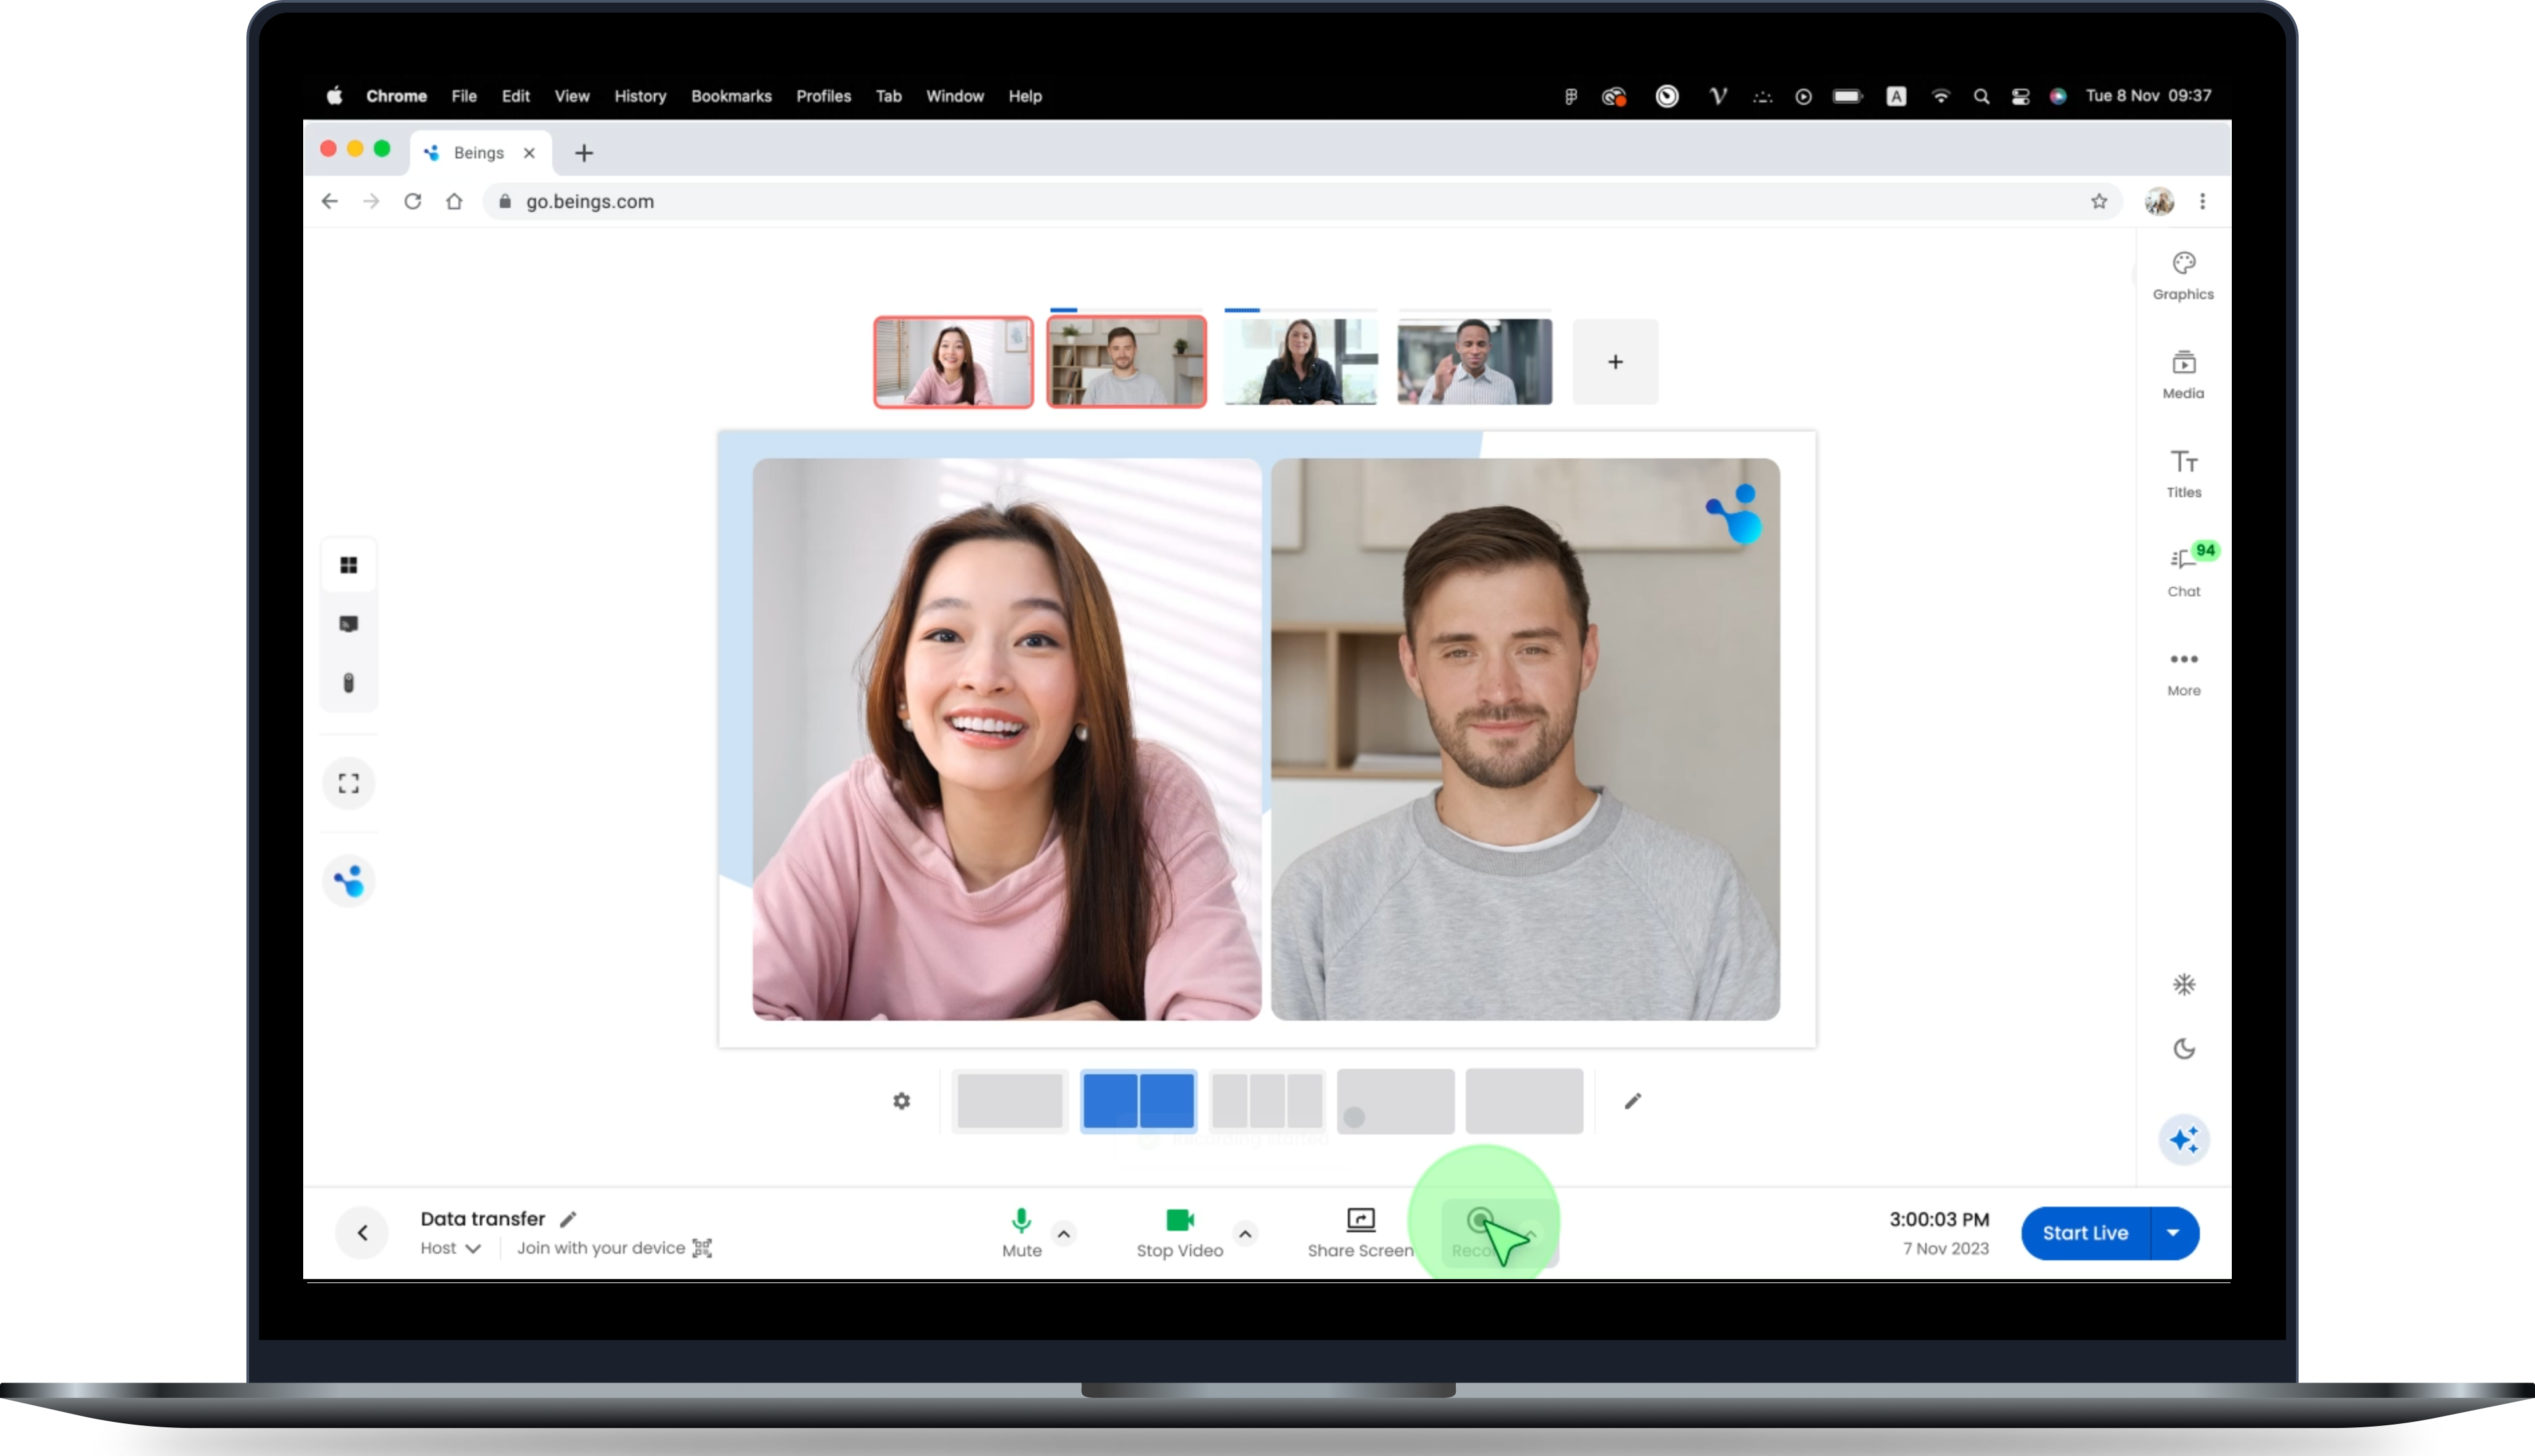 Chrome File Edit View History Bookmarks Profiles Tab Window Help
A
Tue 8 Nov 09:37
Beings
go.beings.com
Graphics
Media
Titles
94
Chat
More
Data transfer
Host
Join with your device
Mute
Stop Video
Share Screen
3:00:03 PM
7 Nov 2023
Start Live